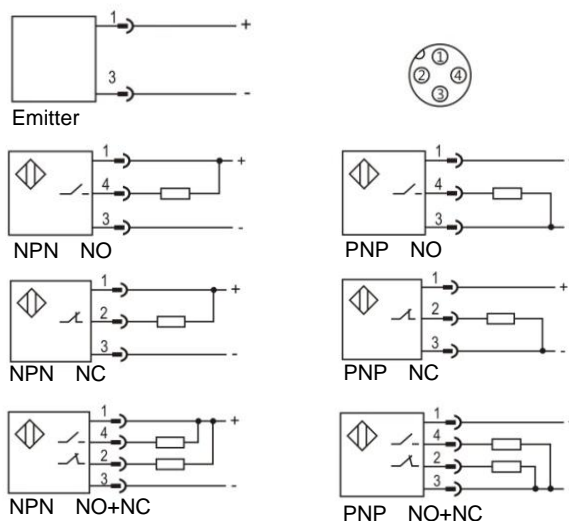 1 +
3 -
Emitter
① ② ④ ③
1 +
4
3 -
NPN NO
1
4
3
PNP NO
1 +
2
3 -
NPN NC
1 +
2
3 -
PNP NC
1 +
4
2
3 -
NPN NO+NC
1
4
2
3
PNP NO+NC